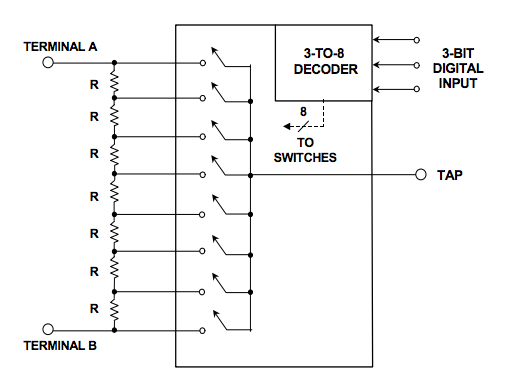 TERMINAL A
R
R
R
R
R
R
R
TERMINAL B
3-TO-8
DECODER
8
TO
SWITCHES
3-BIT
DIGITAL
INPUT
TAP